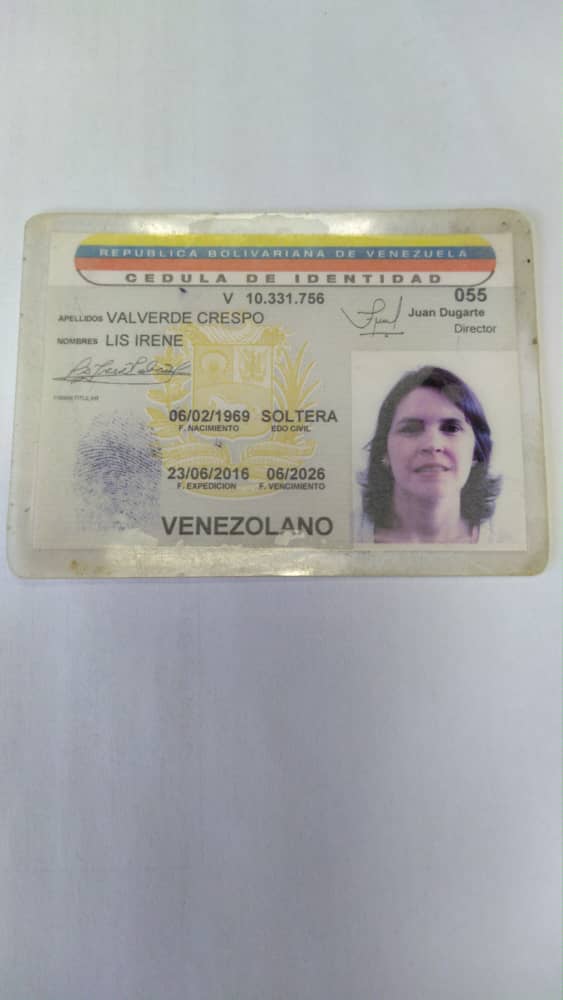 REPUBLICA BOLIVARIANA DE VENEZUELA
CEDULA DE IDENTIDAD
V 10.331.756
055
APELLIDOS VALVERDE CRESPO
Juan Dugarte
Director
NOMBRES LIS IRENE
FIRMA TITULAR
06/02/1969 SOLTERA
F. NACIMIENTO EDO CIVIL
23/06/2016 06/2026
F. EXPEDICION F. VENCIMIENTO
VENEZOLANO